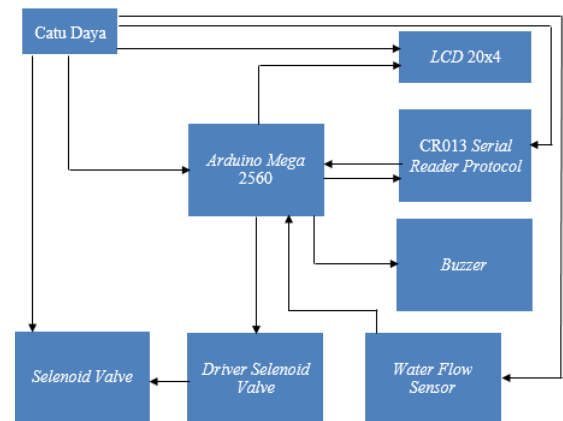 Catu Daya
LCD 20x4
Arduino Mega
2560
CR013 Serial
Reader Protocol
Buzzer
Selenoid Valve
Driver Selenoid
Valve
Water Flow
Sensor